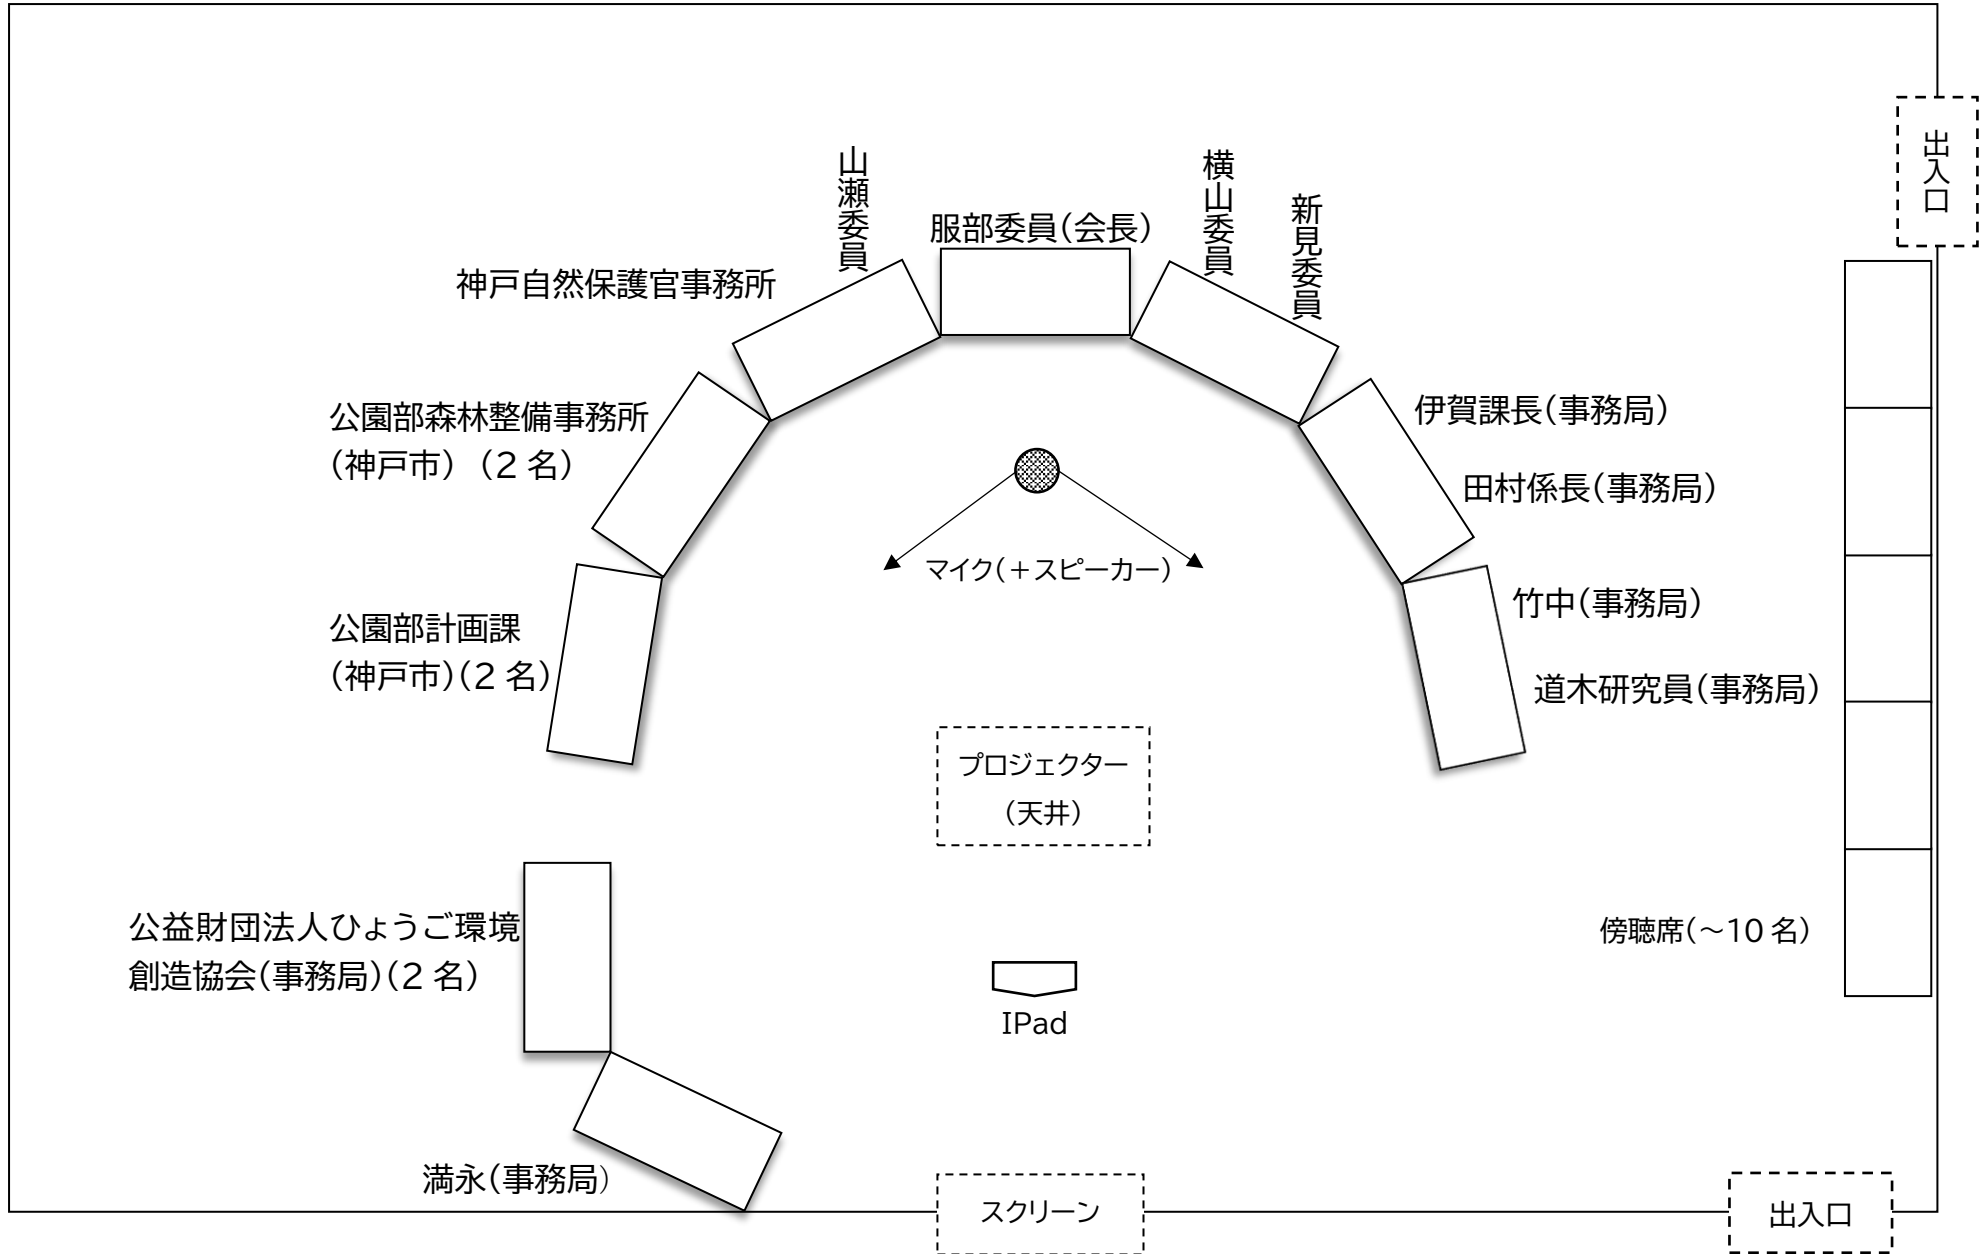 出入口
山瀬委員
服部委員（会長）
横山委員
新見委員
神戸自然保護官事務所
公園部森林整備事務所
（神戸市）（2 名）
伊賀課長（事務局）
田村係長（事務局）
マイク（＋スピーカー）
竹中（事務局）
公園部計画課
（神戸市）（2 名）
道木研究員（事務局）
プロジェクター
（天井）
公益財団法人ひょうご環境
創造協会（事務局）（2 名）
傍聴席（～10 名）
IPad
満永（事務局）
スクリーン
出入口